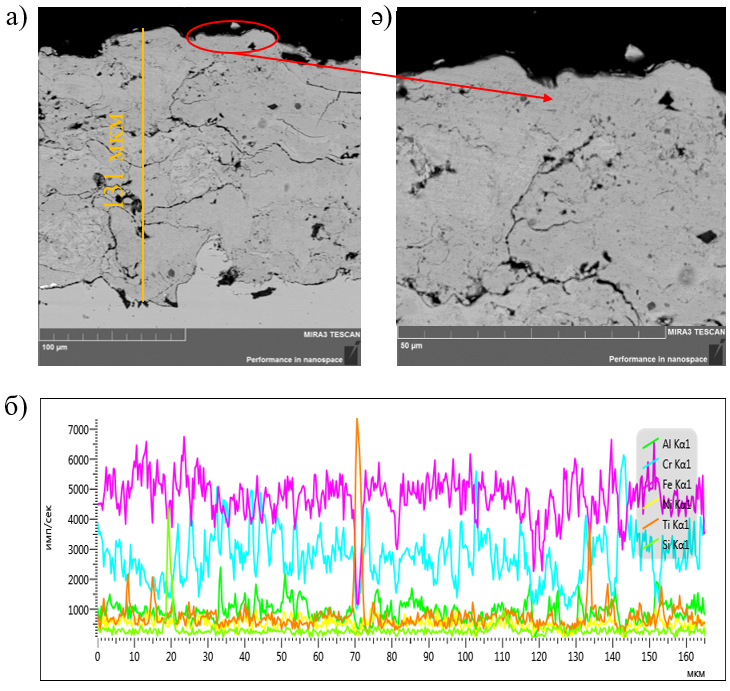 а)
ә)
131 мкм
MIRA3 TESCAN
100 µm
Performance in nanospace
MIRA3 TESCAN
50 µm
Performance in nanospace
б)
7000
6000
5000
4000
3000
2000
1000
имп/сек
Al Kα1
Cr Kα1
Fe Kα1
Ni Kα1
Ti Kα1
Si Kα1
0 10 20 30 40 50 60 70 80 90 100 110 120 130 140 150 160
мкм